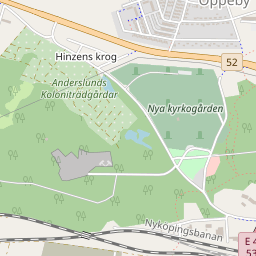 Oppeby
Hinzens krog
52
Anderslunds
Koloniträdgårdar
Nya kyrkogården
Nyköpingsbanan
E 4
53